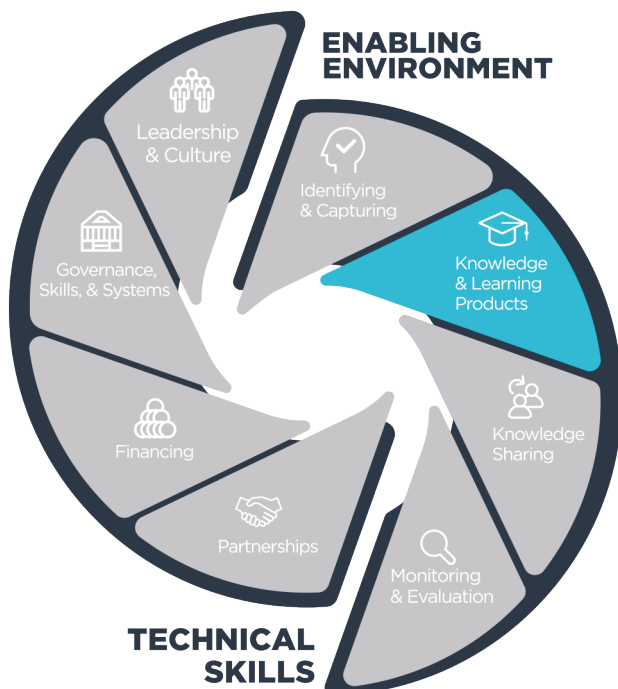 ENABLING
ENVIRONMENT
Leadership
& Culture
Identifying
& Capturing
Governance,
Skills, & Systems
Knowledge
& Learning
Products
Financing
Knowledge
Sharing
Partnerships
Monitoring
& Evaluation
TECHNICAL
SKILLS